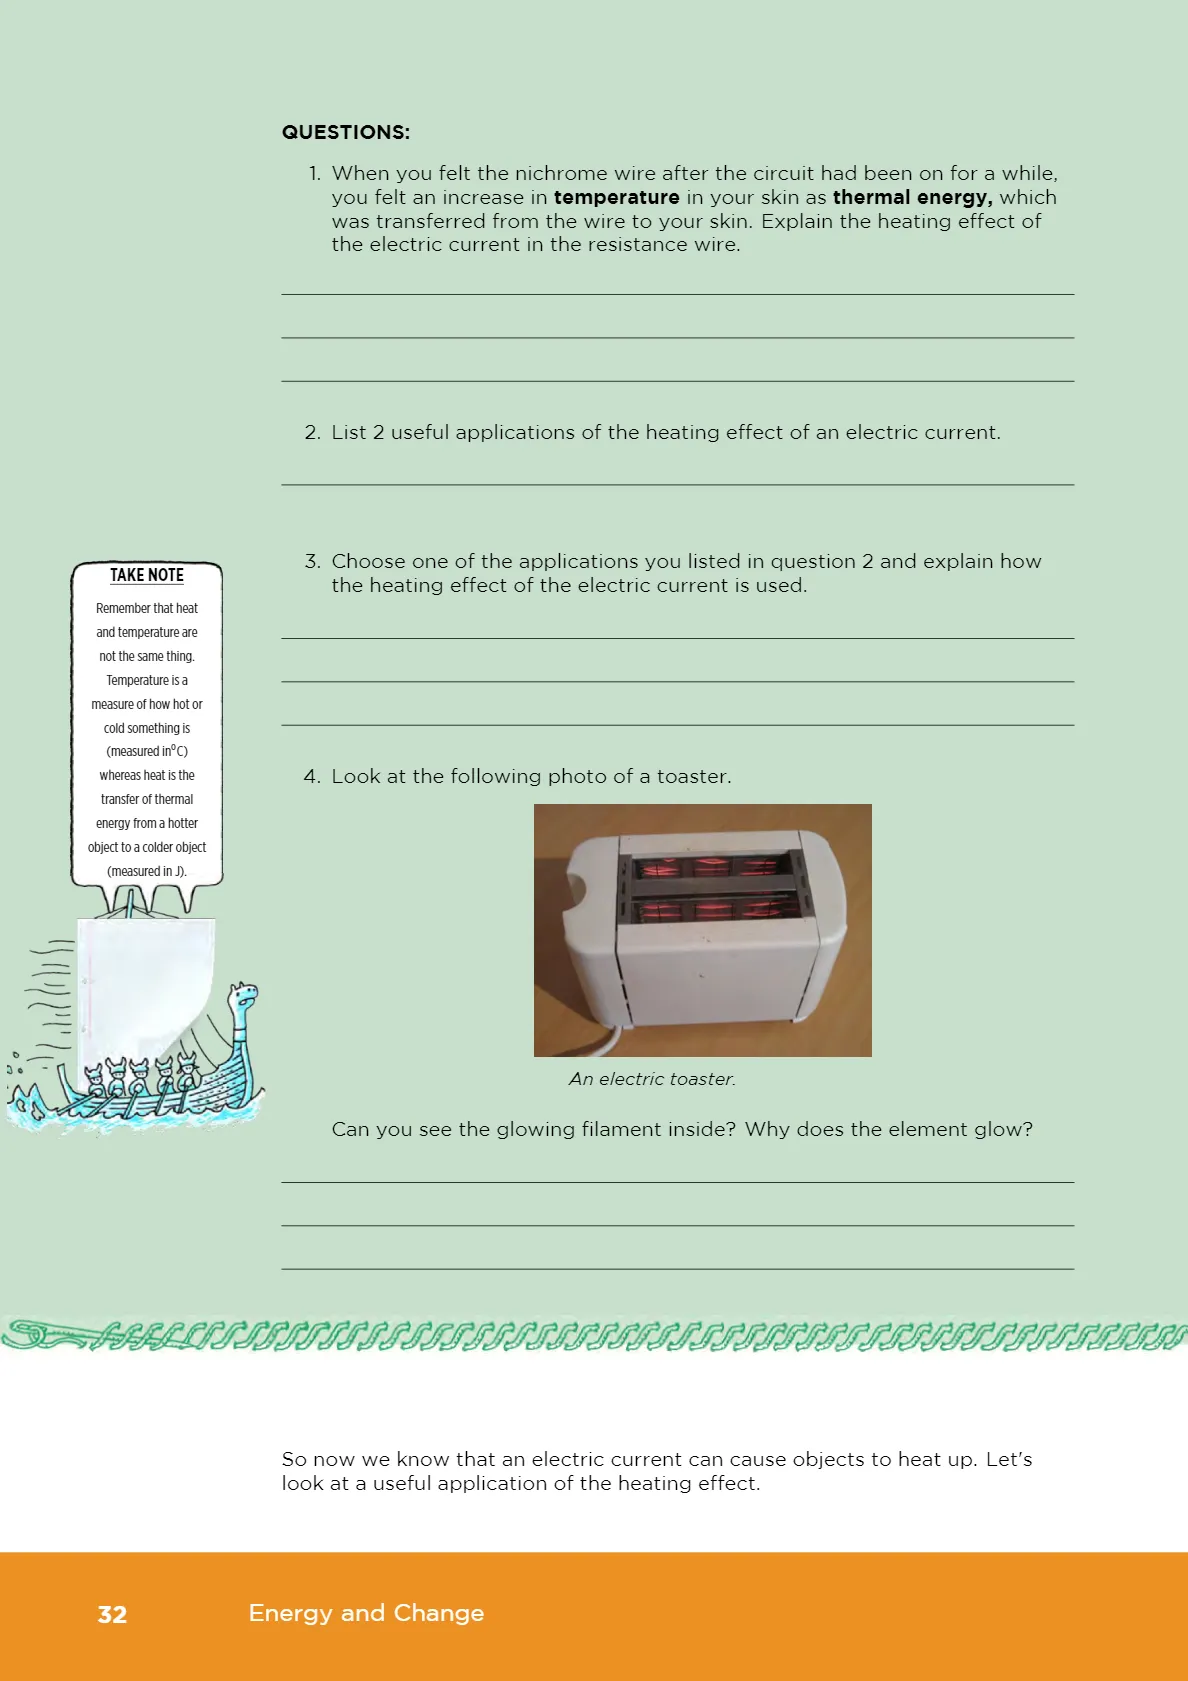 QUESTIONS:
1. When you felt the nichrome wire after the circuit had been on for a while,
you felt an increase in temperature in your skin as thermal energy, which
was transferred from the wire to your skin. Explain the heating effect of
the electric current in the resistance wire.
2. List 2 useful applications of the heating effect of an electric current.
3. Choose one of the applications you listed in question 2 and explain how
the heating effect of the electric current is used.
TAKE NOTE
Remember that heat
and temperature are
not the same thing.
Temperature is a
measure of how hot or
cold something is
(measured in⁰C)
whereas heat is the
transfer of thermal
energy from a hotter
object to a colder object
(measured in J).
4. Look at the following photo of a toaster.
An electric toaster.
Can you see the glowing filament inside? Why does the element glow?
So now we know that an electric current can cause objects to heat up. Let's
look at a useful application of the heating effect.
32 Energy and Change